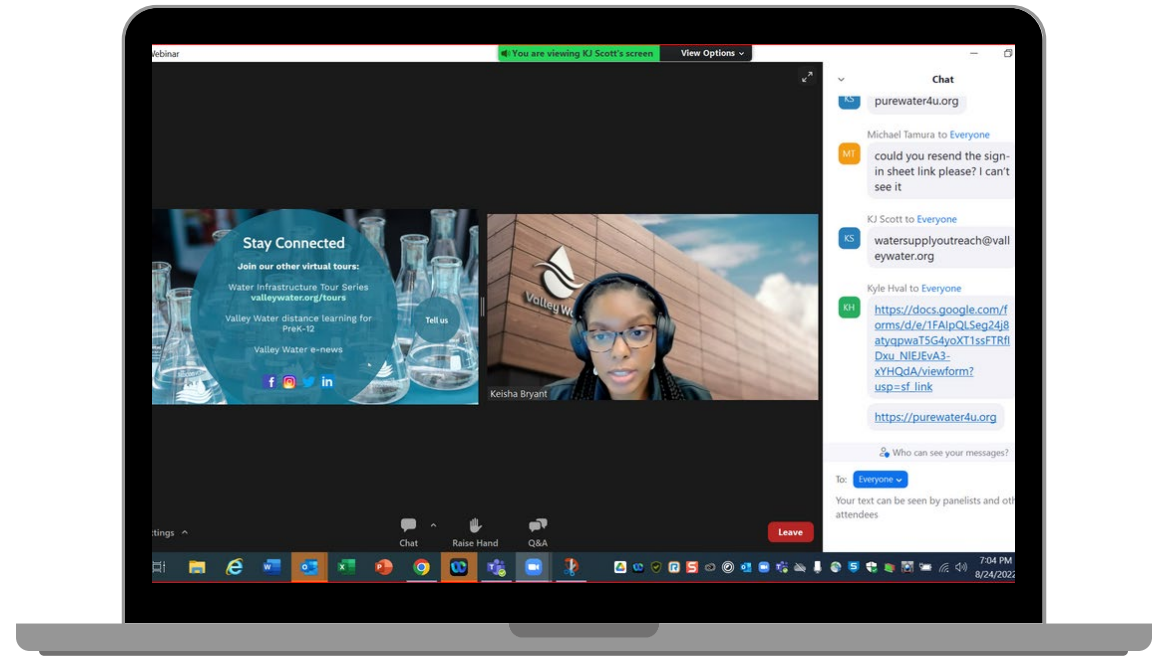 Webinar
You are viewing KJ Scott's screen
View Options
Chat
KS
purewater4u.org
Michael Tamura to Everyone
MT
could you resend the sign-
in sheet link please? I can't
see it
KJ Scott to Everyone
KS
watersupplyoutreach@vall
eywater.org
Kyle Hval to Everyone
KH
https://docs.google.com/f
orms/d/e/1FAIpQLSeg24j8
atyqpwaT5G4yoXT1ssFTRfl
Dxu_NlEJEvA3-
xYHQdA/viewform?
usp=sf_link
https://purewater4u.org
Who can see your messages?
To: Everyone
Your text can be seen by panelists and oth
attendees
Stay Connected
Join our other virtual tours:
Water Infrastructure Tour Series
valleywater.org/tours
Valley Water distance learning for
PreK-12
Valley Water e-news
Tell us
Valley W
Keisha Bryant
tings
Chat
Raise Hand
Q&A
Leave
7:04 PM
8/24/2022